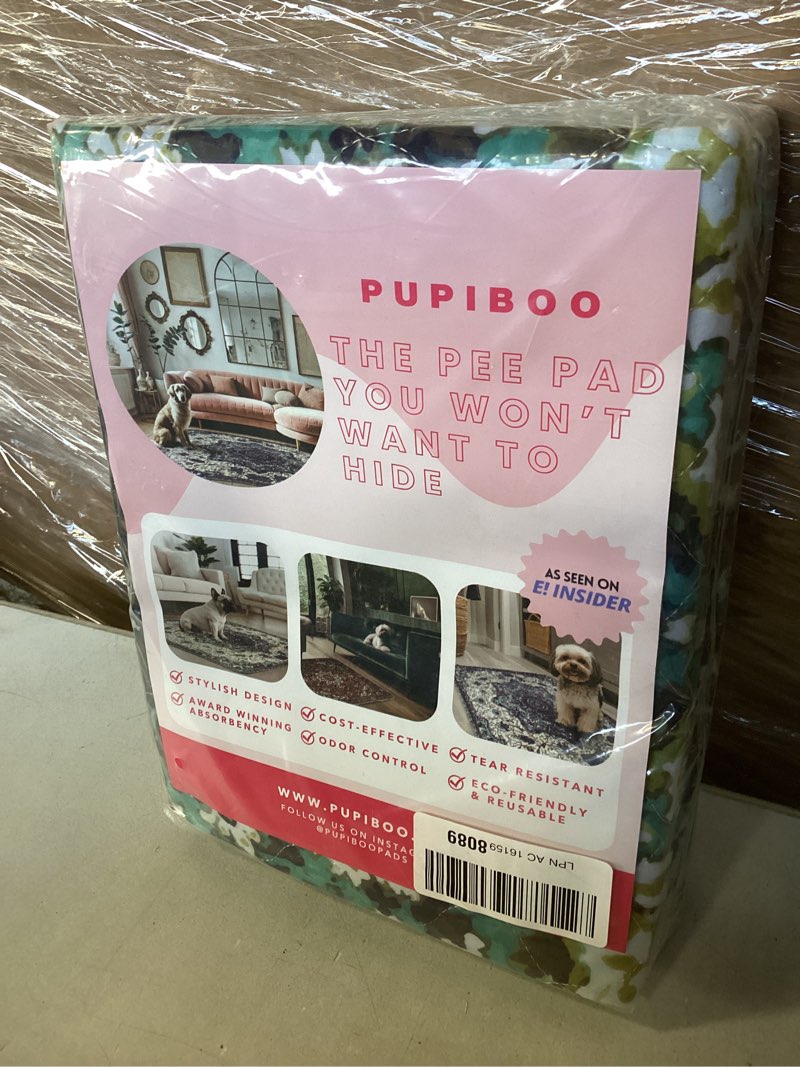 PUPIBOO
THE PEE PAD
YOU WON'T
WANT TO
HIDE
AS SEEN ON
E! INSIDER
STYLISH DESIGN
AWARD WINNING
ABSORBENCY
COST-EFFECTIVE
ODOR CONTROL
TEAR RESISTANT
ECO-FRIENDLY
& REUSABLE
WWW.PUPIBOO.
FOLLOW US ON INSTAG
@PUPIBOOPADS
LPN AC 16159 8089